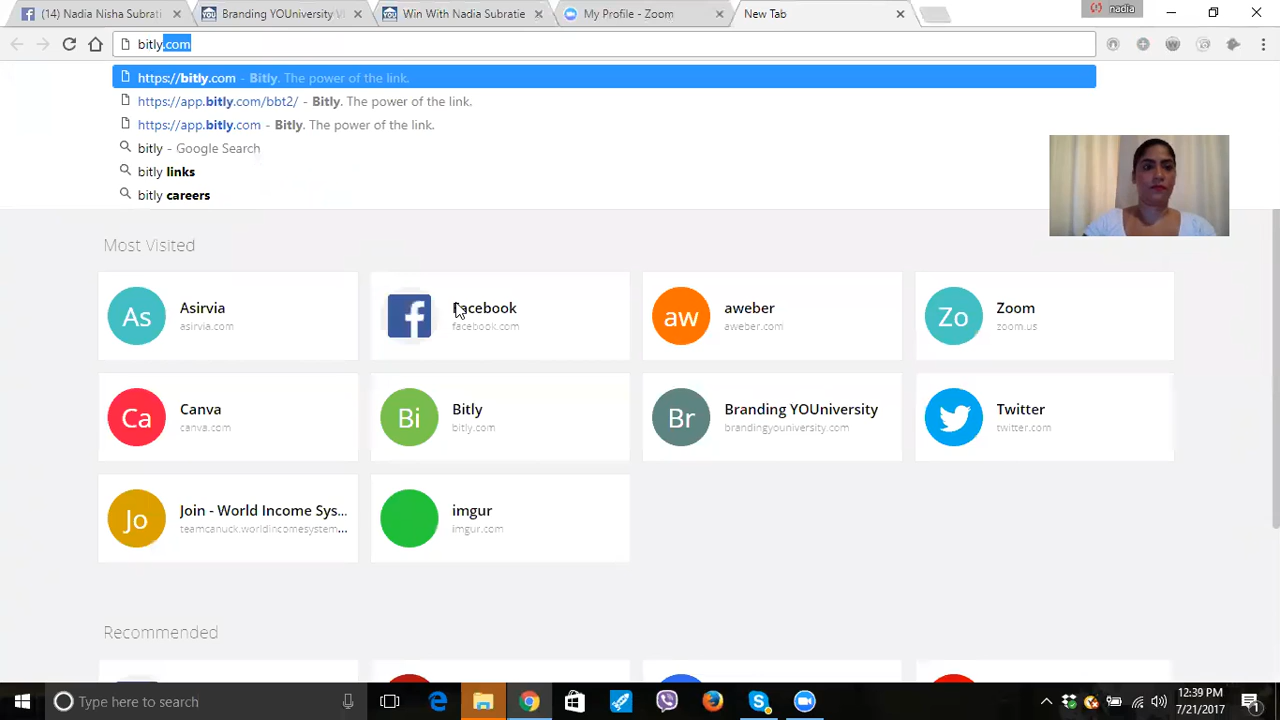 (14) Nadia Nisha Subrati
Branding YOUniversity V
Win With Nadia Subratie
My Profile - Zoom
New Tab
nadia
bitly.com
https://bitly.com - Bitly. The power of the link.
https://app.bitly.com/bbt2/ - Bitly. The power of the link.
https://app.bitly.com - Bitly. The power of the link.
bitly - Google Search
bitly links
bitly careers
Most Visited
As
Asirvia
asirvia.com
Facebook
facebook.com
aw
aweber
aweber.com
Zo
Zoom
zoom.us
Ca
Canva
canva.com
Bi
Bitly
bitly.com
Br
Branding YOUniversity
brandingyouniversity.com
Twitter
twitter.com
Jo
Join - World Income Sys...
teamcanuck.worldincomesystem...
imgur
imgur.com
Recommended
Type here to search
12:39 PM
7/21/2017